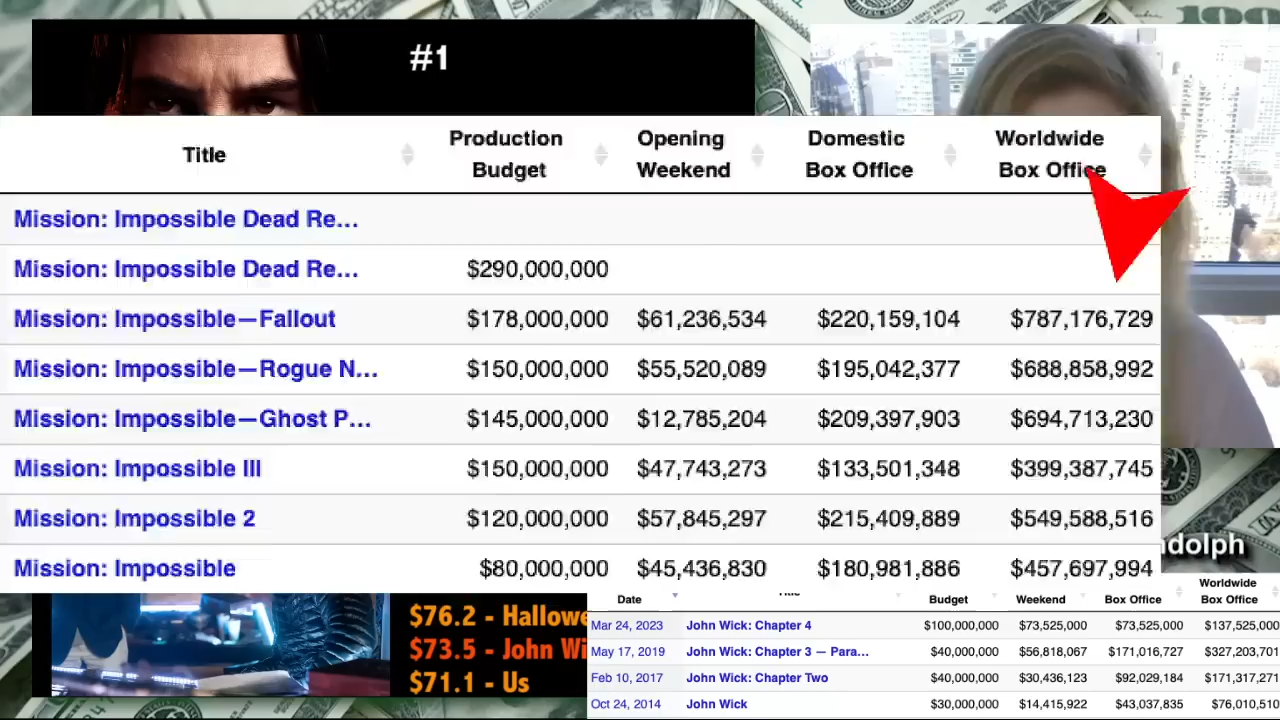 #1
100
Title Production Budget Opening Weekend Domestic Box Office Worldwide Box Office
Mission: Impossible Dead Re...
Mission: Impossible Dead Re... $290,000,000
Mission: Impossible—Fallout $178,000,000 $61,236,534 $220,159,104 $787,176,729
Mission: Impossible—Rogue N... $150,000,000 $55,520,089 $195,042,377 $688,858,992
Mission: Impossible—Ghost P... $145,000,000 $12,785,204 $209,397,903 $694,713,230
Mission: Impossible III $150,000,000 $47,743,273 $133,501,348 $399,387,745
Mission: Impossible 2 $120,000,000 $57,845,297 $215,409,889 $549,588,516
Mission: Impossible $80,000,000 $45,436,830 $180,981,886 $457,697,994
dolph
$76.2 - Hallowe
$73.5 - John Wi
$71.1 - Us
Date Budget Weekend Box Office Worldwide Box Office
Mar 24, 2023 John Wick: Chapter 4 $100,000,000 $73,525,000 $73,525,000 $137,525,000
May 17, 2019 John Wick: Chapter 3 — Para... $40,000,000 $56,818,067 $171,016,727 $327,203,701
Feb 10, 2017 John Wick: Chapter Two $40,000,000 $30,436,123 $92,029,184 $171,317,271
Oct 24, 2014 John Wick $30,000,000 $14,415,922 $43,037,835 $76,010,510